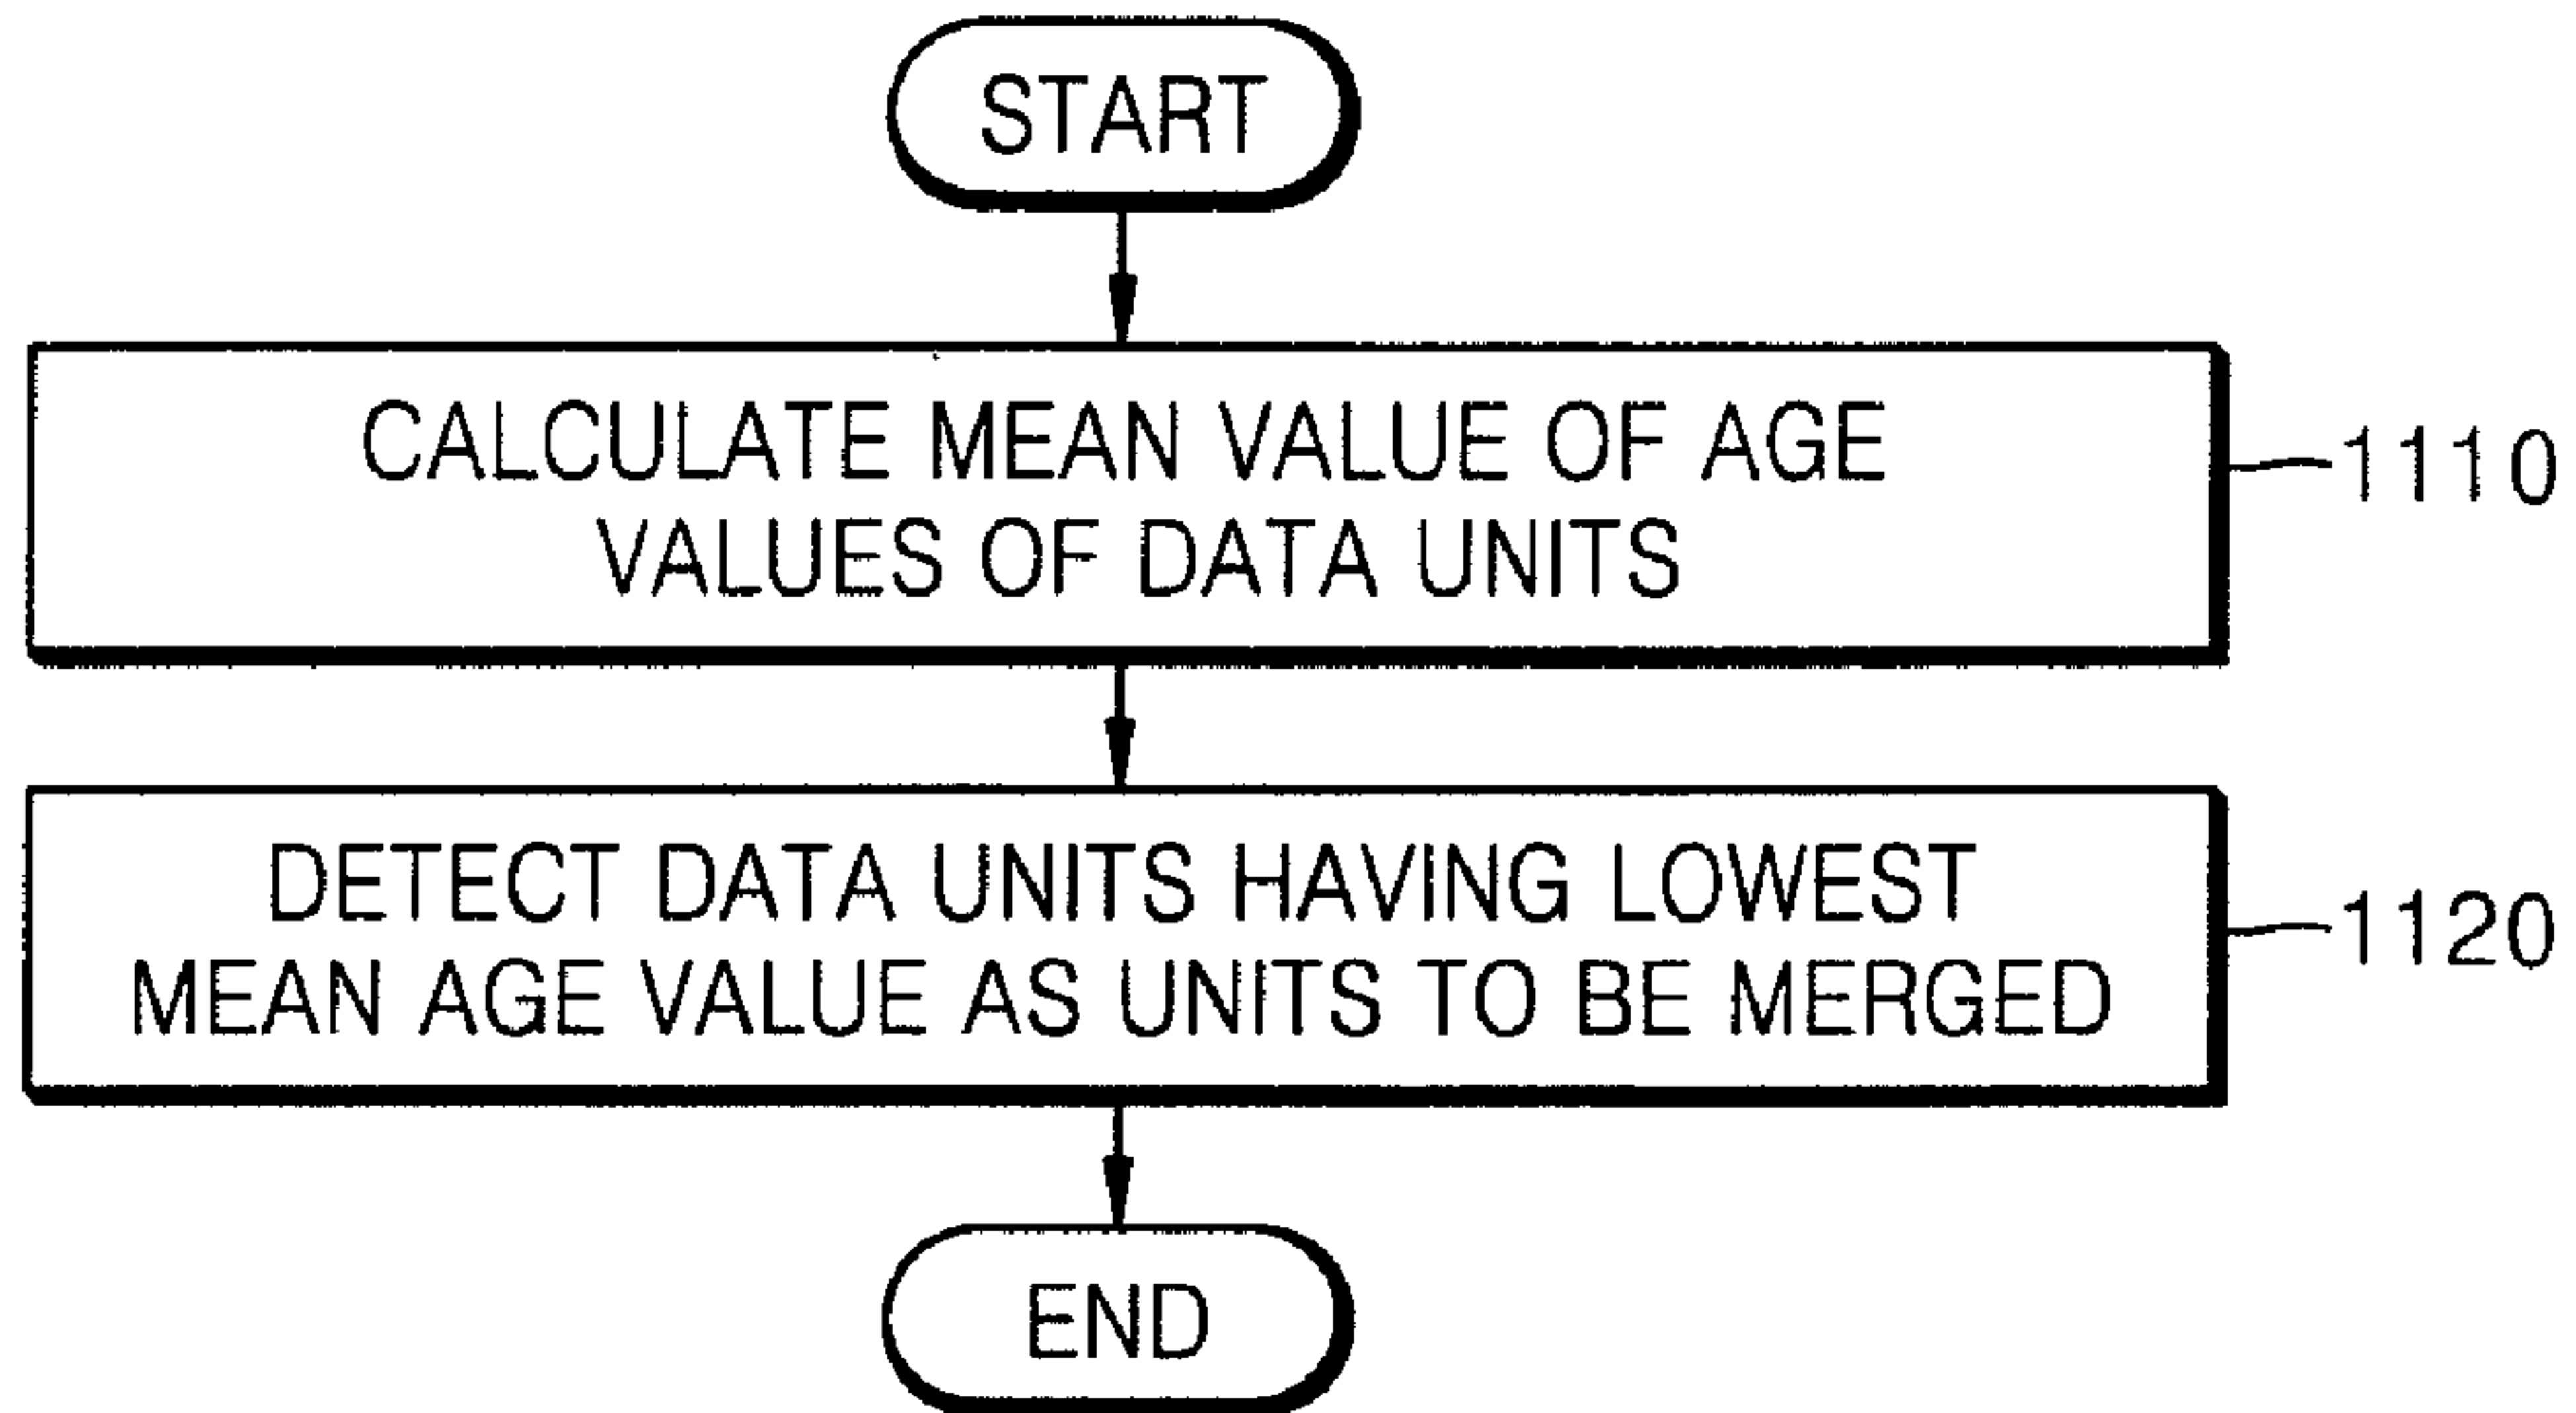 START
CALCULATE MEAN VALUE OF AGE
VALUES OF DATA UNITS
1110
DETECT DATA UNITS HAVING LOWEST
MEAN AGE VALUE AS UNITS TO BE MERGED
1120
END